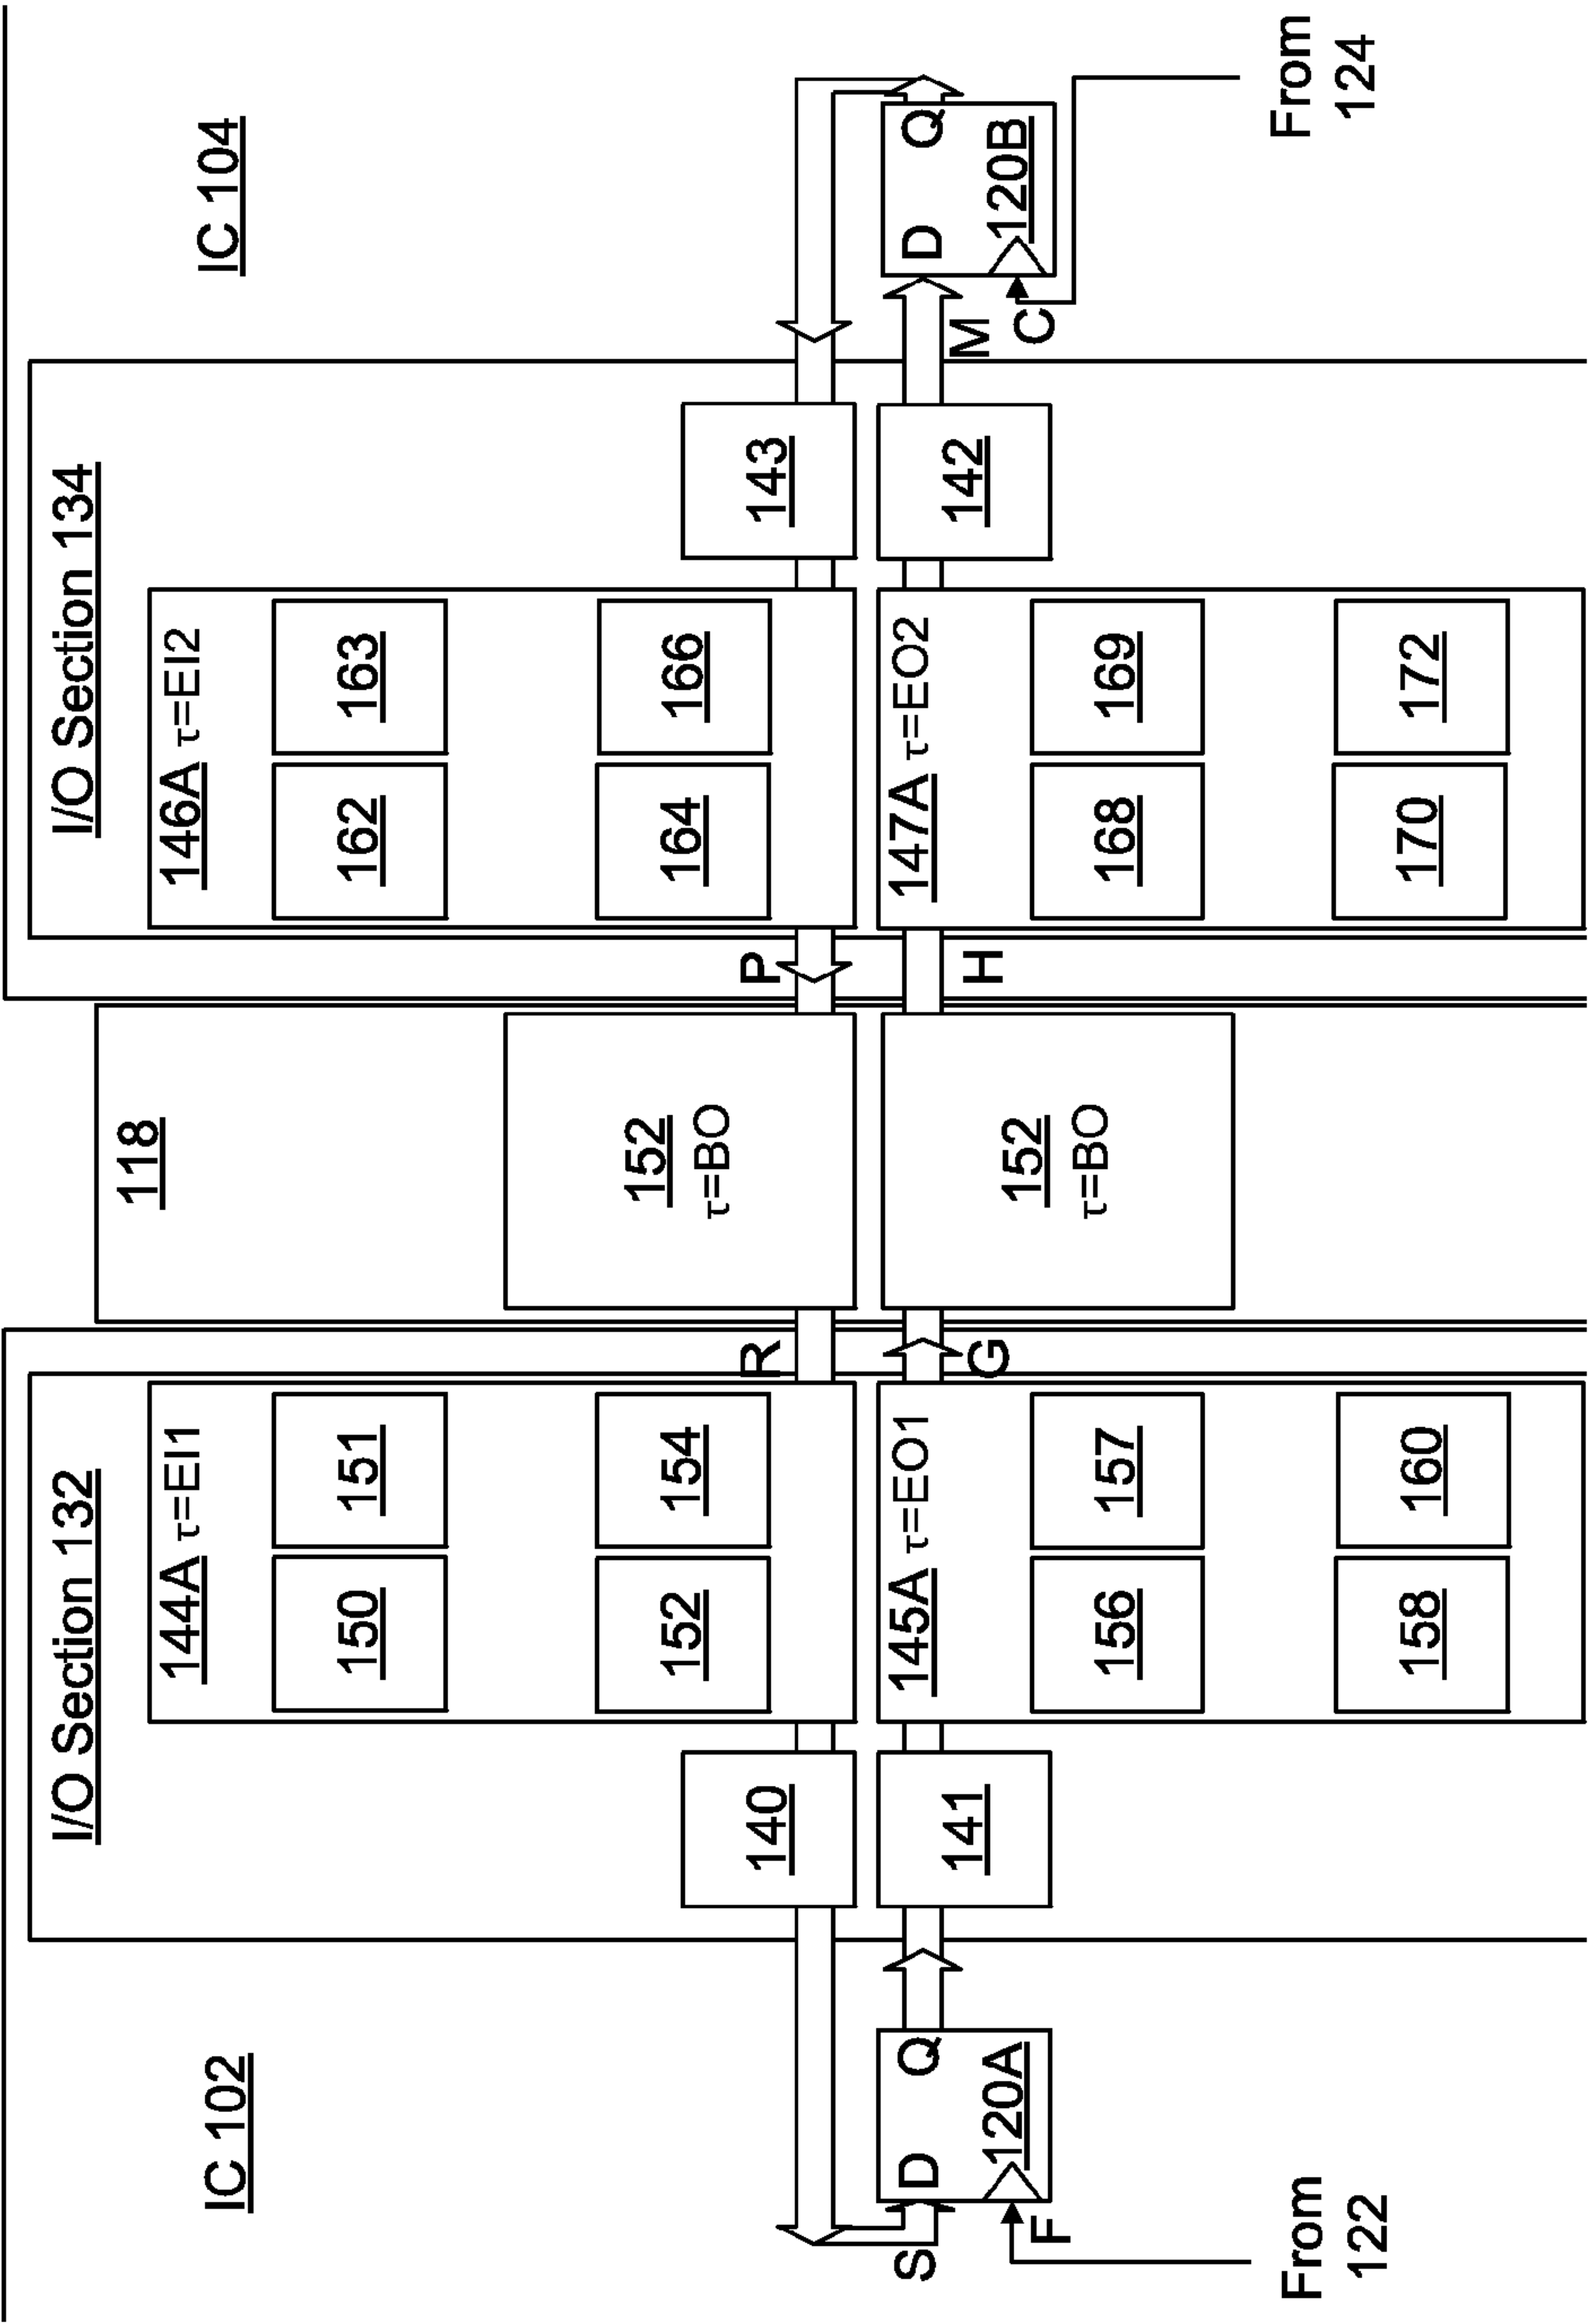 IC 102
I/O Section 132
144A τ=EI1
150
151
152
154
140
141
145A τ=EO1
156
157
158
160
R
G
S
D
Q
120A
F
From
122
118
152
τ=BO
152
τ=BO
P
H
IC 104
I/O Section 134
146A τ=EI2
162
163
164
166
143
142
147A τ=EO2
168
169
170
172
M
D
Q
120B
C
From
124